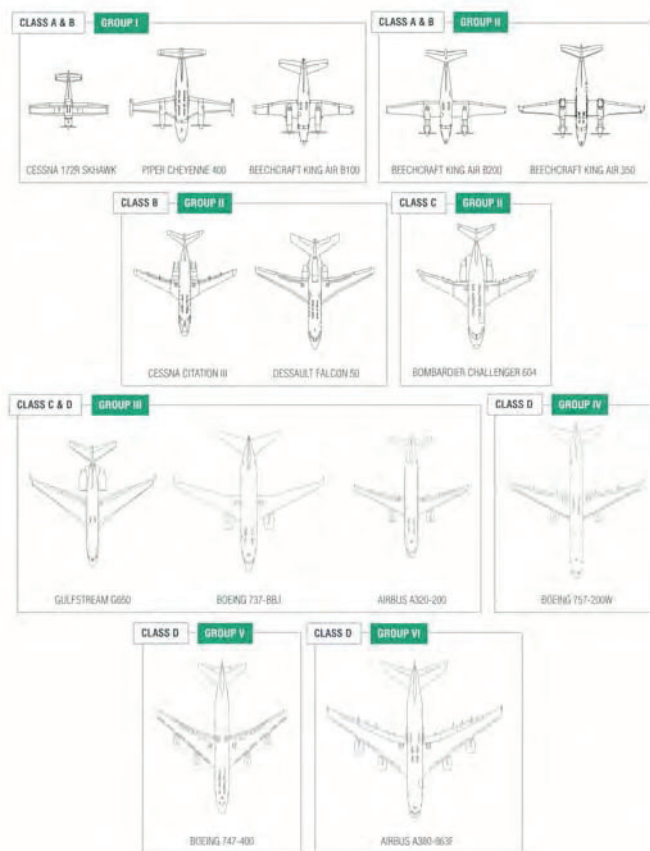 CLASS A & B GROUP I
CESSNA 172R SKHAWK PIPER CHEYENNE 400 BEECHCRAFT KING AIR B100
CLASS A & B GROUP II
BEECHCRAFT KING AIR B200 BEECHCRAFT KING AIR 350
CLASS B GROUP II
CESSNA CITATION III DESSAULT FALCON 50
CLASS C GROUP II
BOMBARDIER CHALLENGER 604
CLASS C & D GROUP III
GULFSTREAM G650 BOEING 737-BBJ AIRBUS A320-200
CLASS D GROUP IV
BOEING 757-200W
CLASS D GROUP V
BOEING 747-400
CLASS D GROUP VI
AIRBUS A380-863F